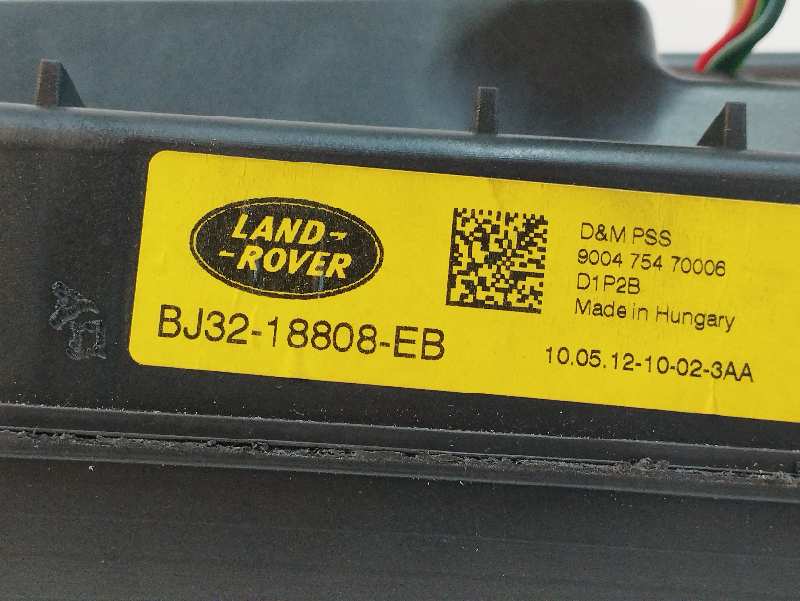 LAND-
-ROVER
BJ32-18808-EB
D&M PSS
9004 754 70006
D1P2B
Made in Hungary
10.05.12-10-02-3AA